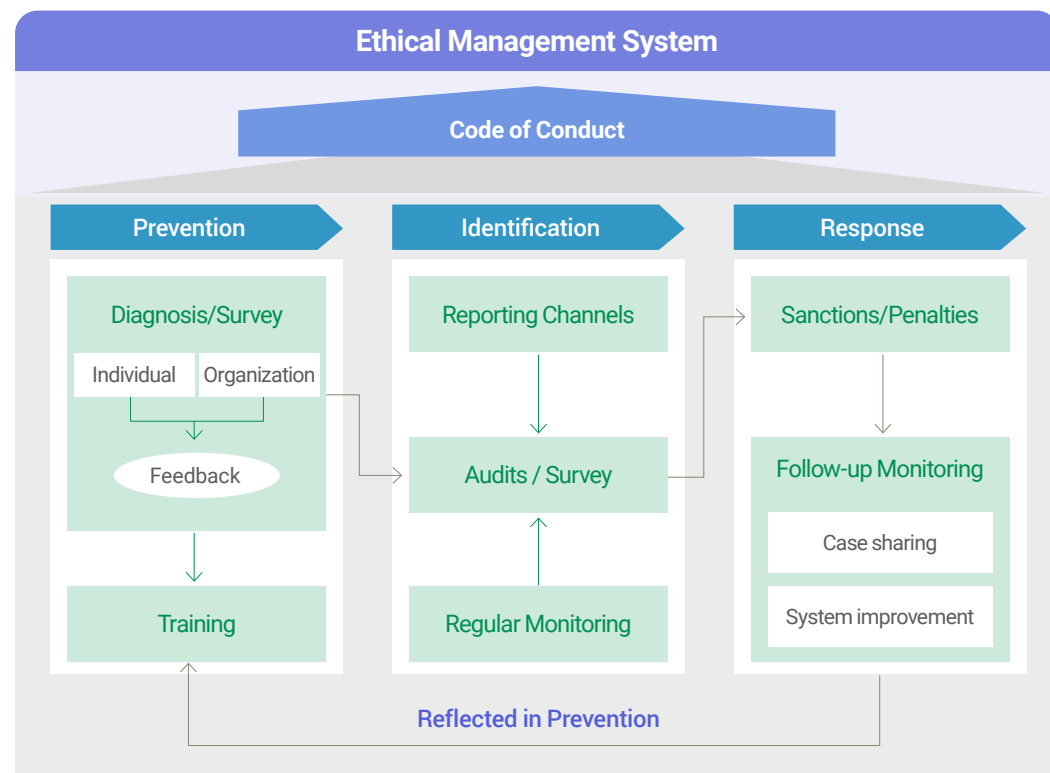 Ethical Management System
Code of Conduct
Prevention
Identification
Response
Diagnosis/Survey
Individual
Organization
Feedback
Training
Reporting Channels
Audits / Survey
Regular Monitoring
Sanctions/Penalties
Follow-up Monitoring
Case sharing
System improvement
Reflected in Prevention